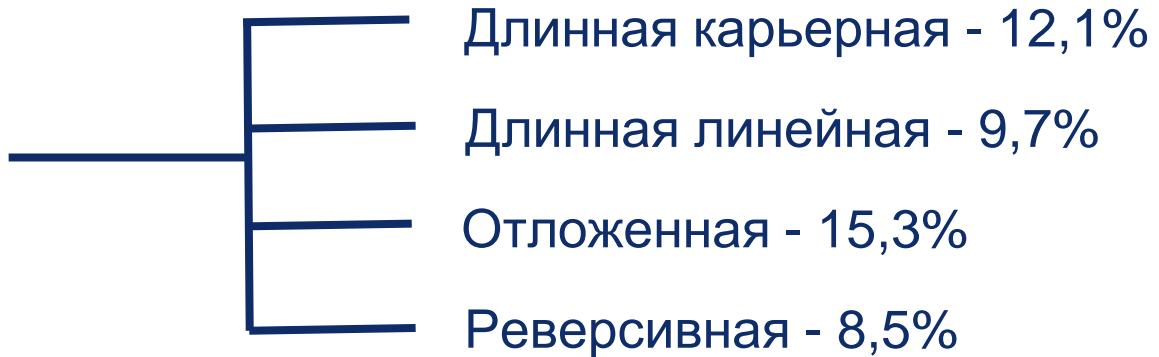 Длинная карьерная - 12,1%
Длинная линейная - 9,7%
Отложенная - 15,3%
Реверсивная - 8,5%